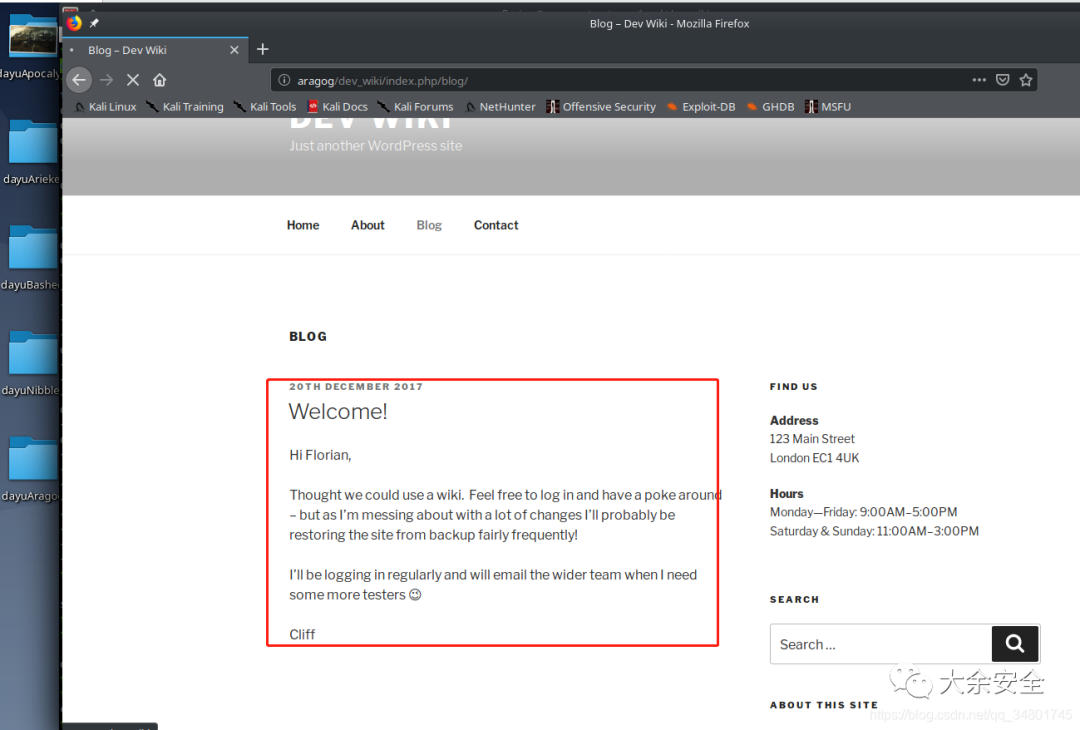 Blog – Dev Wiki - Mozilla Firefox
Blog – Dev Wiki
aragog/dev_wiki/index.php/blog/
Kali Linux Kali Training Kali Tools Kali Docs Kali Forums NetHunter Offensive Security Exploit-DB GHDB MSFU
dayuApocaly
dayuArieke
dayuBashe
dayuNibble
dayuArago
DEV WIKI
Just another WordPress site
Home About Blog Contact
BLOG
20TH DECEMBER 2017
Welcome!
Hi Florian,
Thought we could use a wiki. Feel free to log in and have a poke around
– but as I’m messing about with a lot of changes I’ll probably be
restoring the site from backup fairly frequently!
I’ll be logging in regularly and will email the wider team when I need
some more testers
Cliff
FIND US
Address
123 Main Street
London EC1 4UK
Hours
Monday—Friday: 9:00AM–5:00PM
Saturday & Sunday: 11:00AM–3:00PM
SEARCH
Search …
ABOUT THIS SITE
大余安全
https://blog.csdn.net/qq_34801745